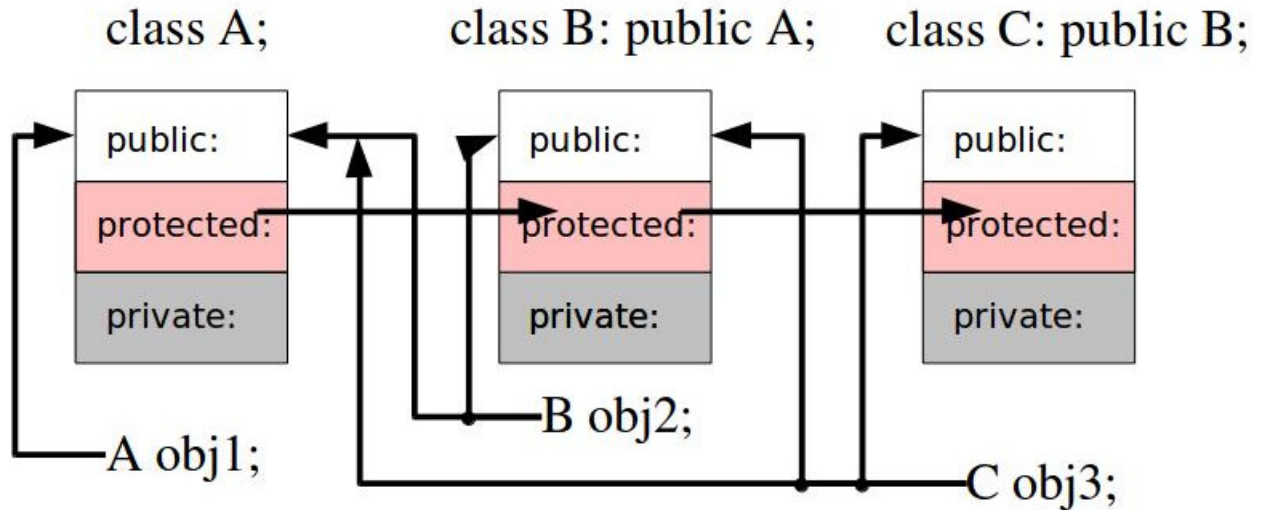 class A;
class B: public A;
class C: public B;
public:
public:
public:
protected:
protected:
protected:
private:
private:
private:
B obj2;
A obj1;
C obj3;